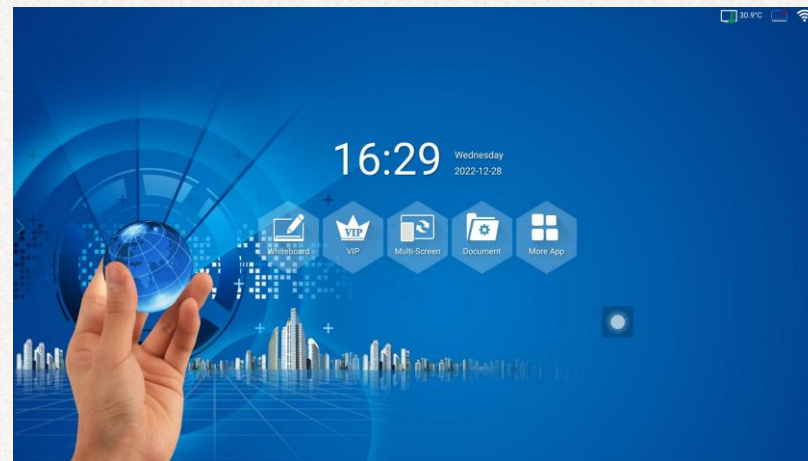 30.9°C
16:29
Wednesday
2022-12-28
VIP
Whiteboard
VIP
Multi-Screen
Document
More App